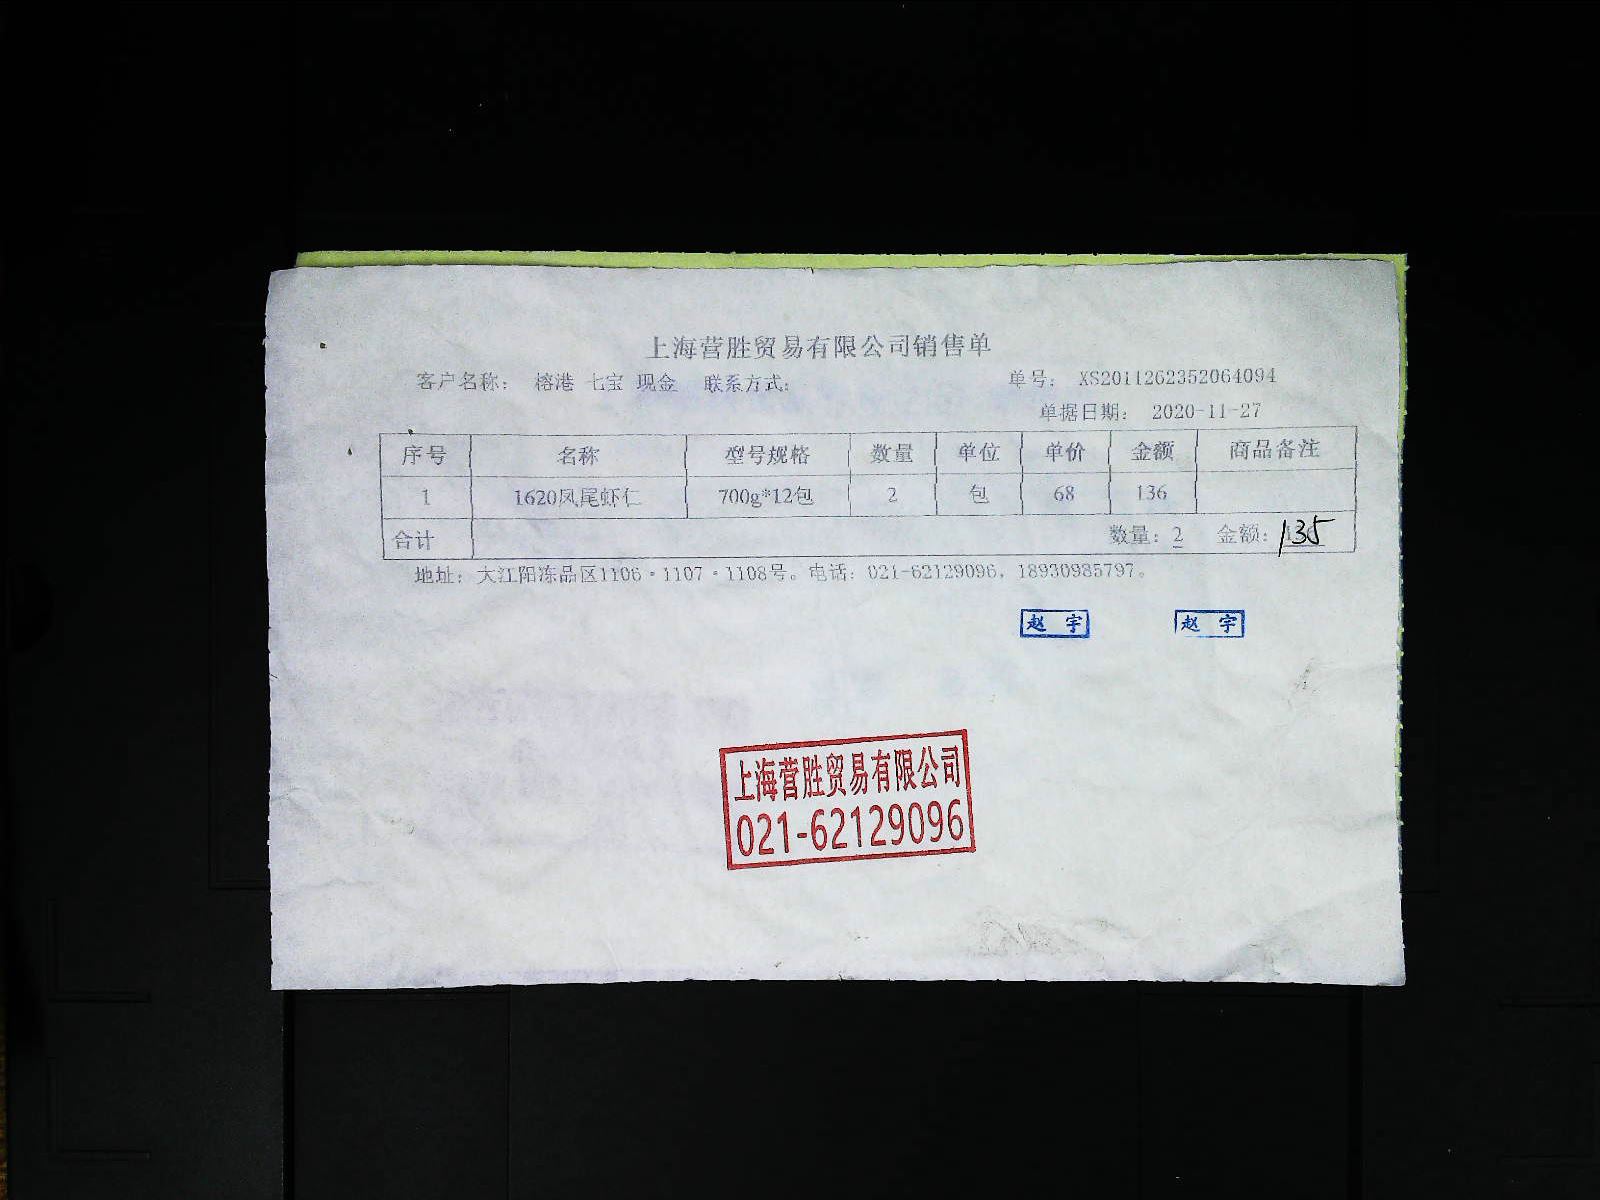 上海营胜贸易有限公司销售单
客户名称： 榕港 七宝 现金 联系方式： 单号： XS2011262352064094
单据日期： 2020-11-27
序号 名称 型号规格 数量 单位 单价 金额 商品备注
1 1620凤尾虾仁 700g*12包 2 包 68 136
合计 数量：2 金额：135
地址：大江阳冻品区1106·1107·1108号。电话：021-62129096，18930985797。
赵宇 赵宇
上海营胜贸易有限公司
021-62129096